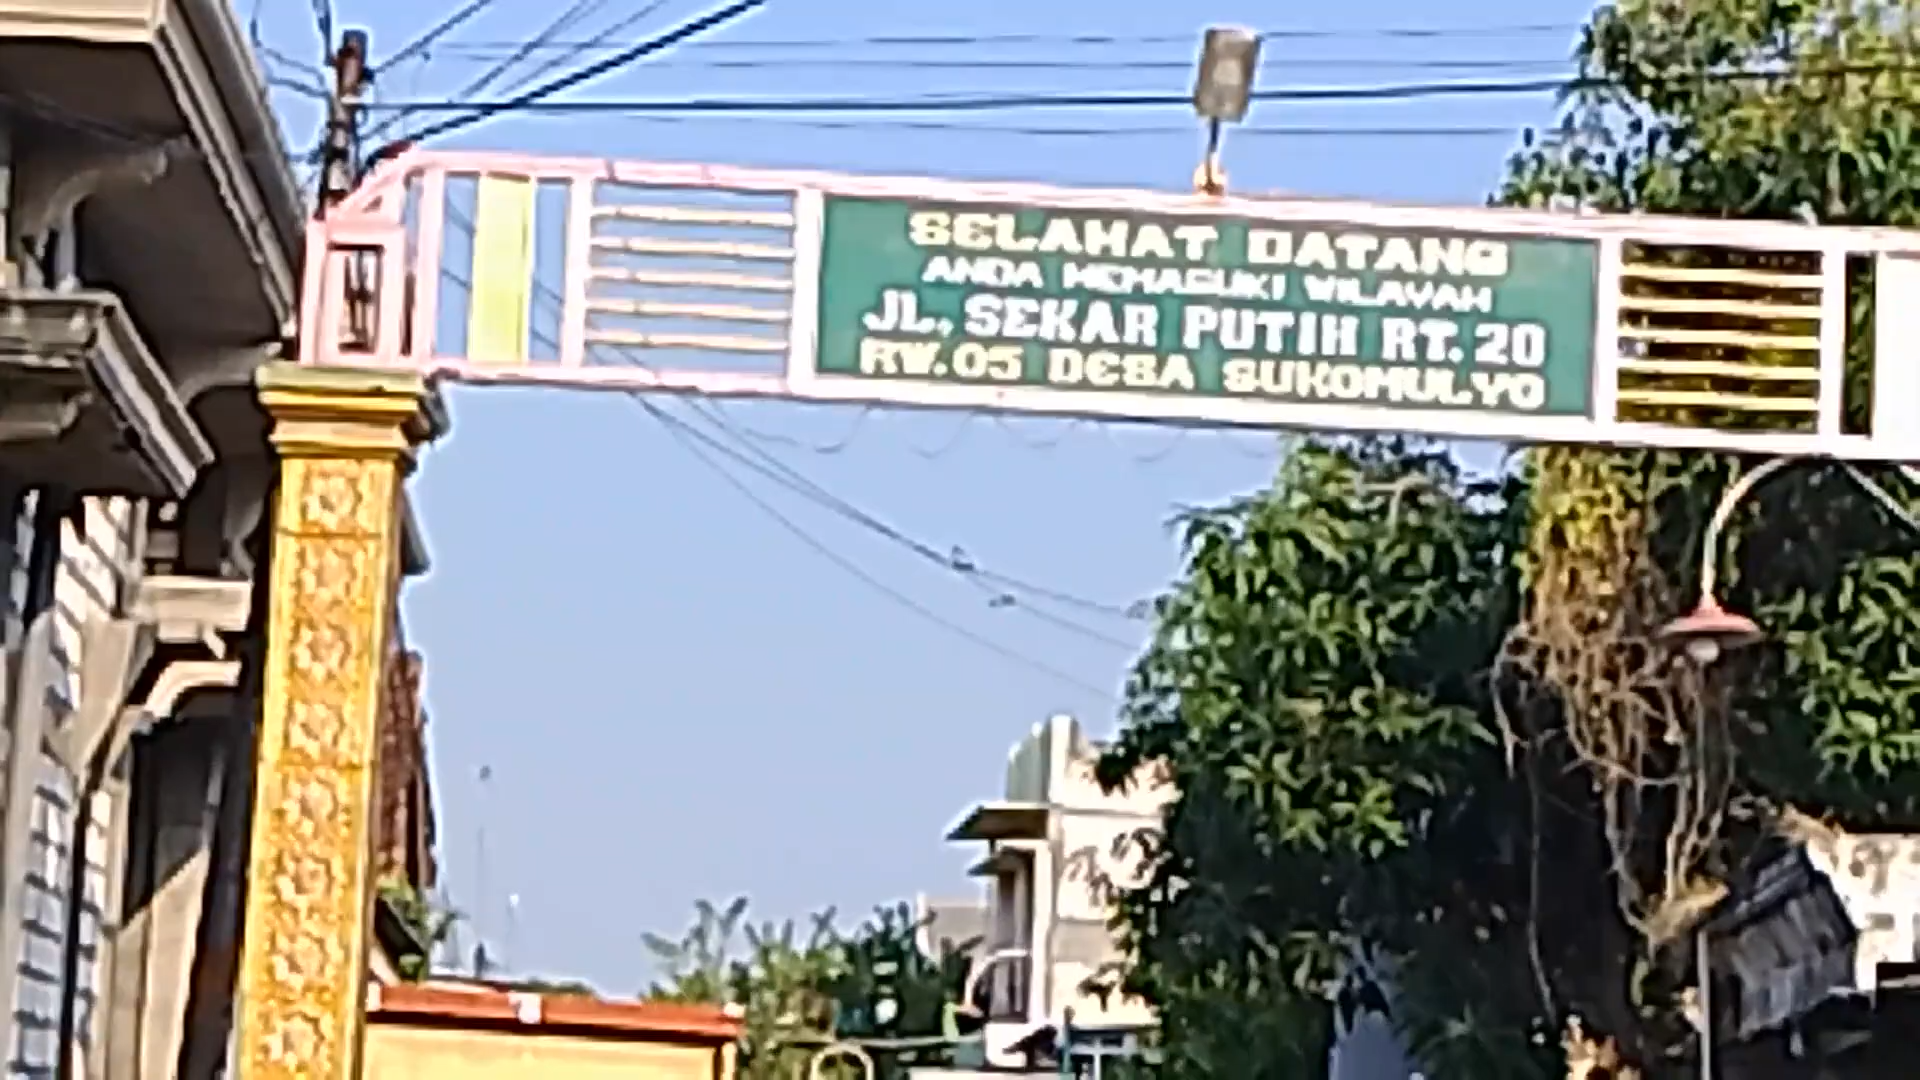 SELAMAT DATANG
ANDA MEMASUKI WILAYAH
JL. SEKAR PUTIH RT. 20
RW. 05 DESA SUKOMULYO